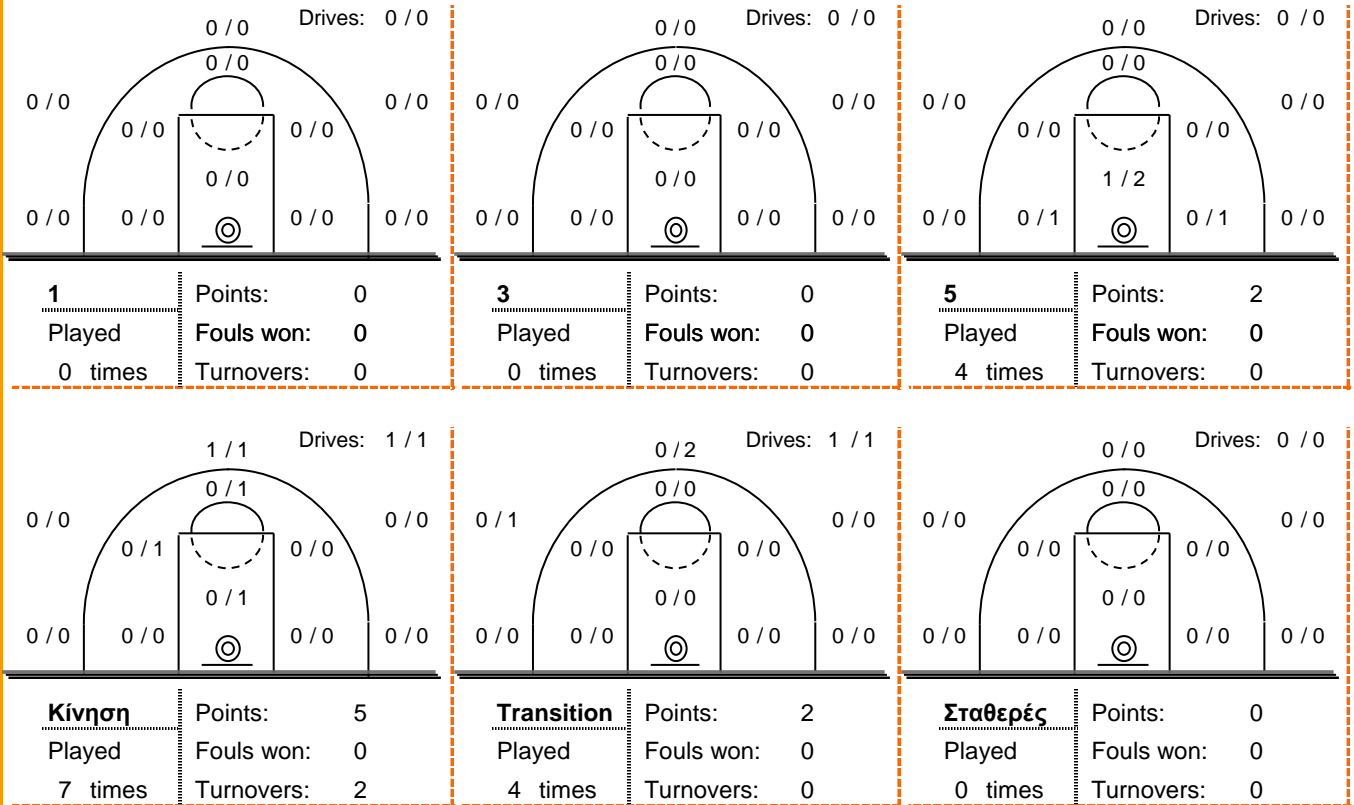 0 / 0 Drives: 0 / 0
0 / 0
0 / 0 0 / 0
0 / 0 0 / 0
0 / 0
0 / 0 0 / 0 0 / 0 0 / 0
1 Points: 0
Played Fouls won: 0
0 times Turnovers: 0
0 / 0 Drives: 0 / 0
0 / 0
0 / 0 0 / 0
0 / 0 0 / 0
0 / 0
0 / 0 0 / 0 0 / 0 0 / 0
3 Points: 0
Played Fouls won: 0
0 times Turnovers: 0
0 / 0 Drives: 0 / 0
0 / 0
0 / 0 0 / 0
0 / 0 0 / 0
1 / 2
0 / 0 0 / 1 0 / 1 0 / 0
5 Points: 2
Played Fouls won: 0
4 times Turnovers: 0
1 / 1 Drives: 1 / 1
0 / 1
0 / 0 0 / 0
0 / 1 0 / 0
0 / 1
0 / 0 0 / 0 0 / 0 0 / 0
Κίνηση Points: 5
Played Fouls won: 0
7 times Turnovers: 2
0 / 2 Drives: 1 / 1
0 / 0
0 / 1 0 / 0
0 / 0 0 / 0
0 / 0
0 / 0 0 / 0 0 / 0 0 / 0
Transition Points: 2
Played Fouls won: 0
4 times Turnovers: 0
0 / 0 Drives: 0 / 0
0 / 0
0 / 0 0 / 0
0 / 0 0 / 0
0 / 0
0 / 0 0 / 0 0 / 0 0 / 0
Σταθερές Points: 0
Played Fouls won: 0
0 times Turnovers: 0